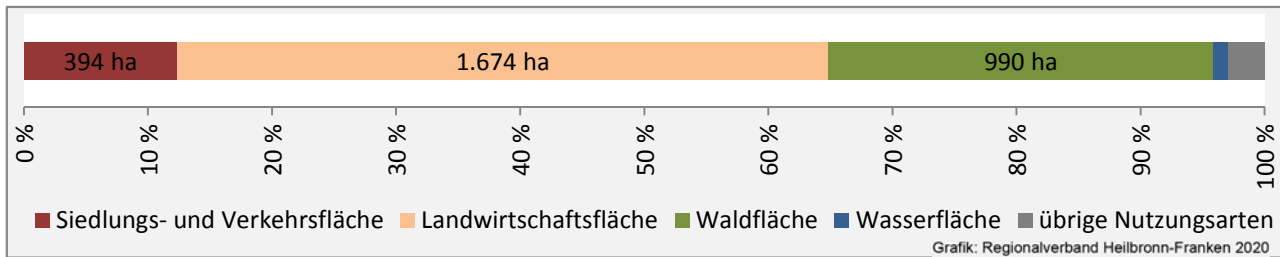 394 ha 1.674 ha 990 ha
0 % 10 % 20 % 30 % 40 % 50 % 60 % 70 % 80 % 90 % 100 %
Siedlungs- und Verkehrsfläche Landwirtschaftsfläche Waldfläche Wasserfläche übrige Nutzungsarten
Grafik: Regionalverband Heilbronn-Franken 2020